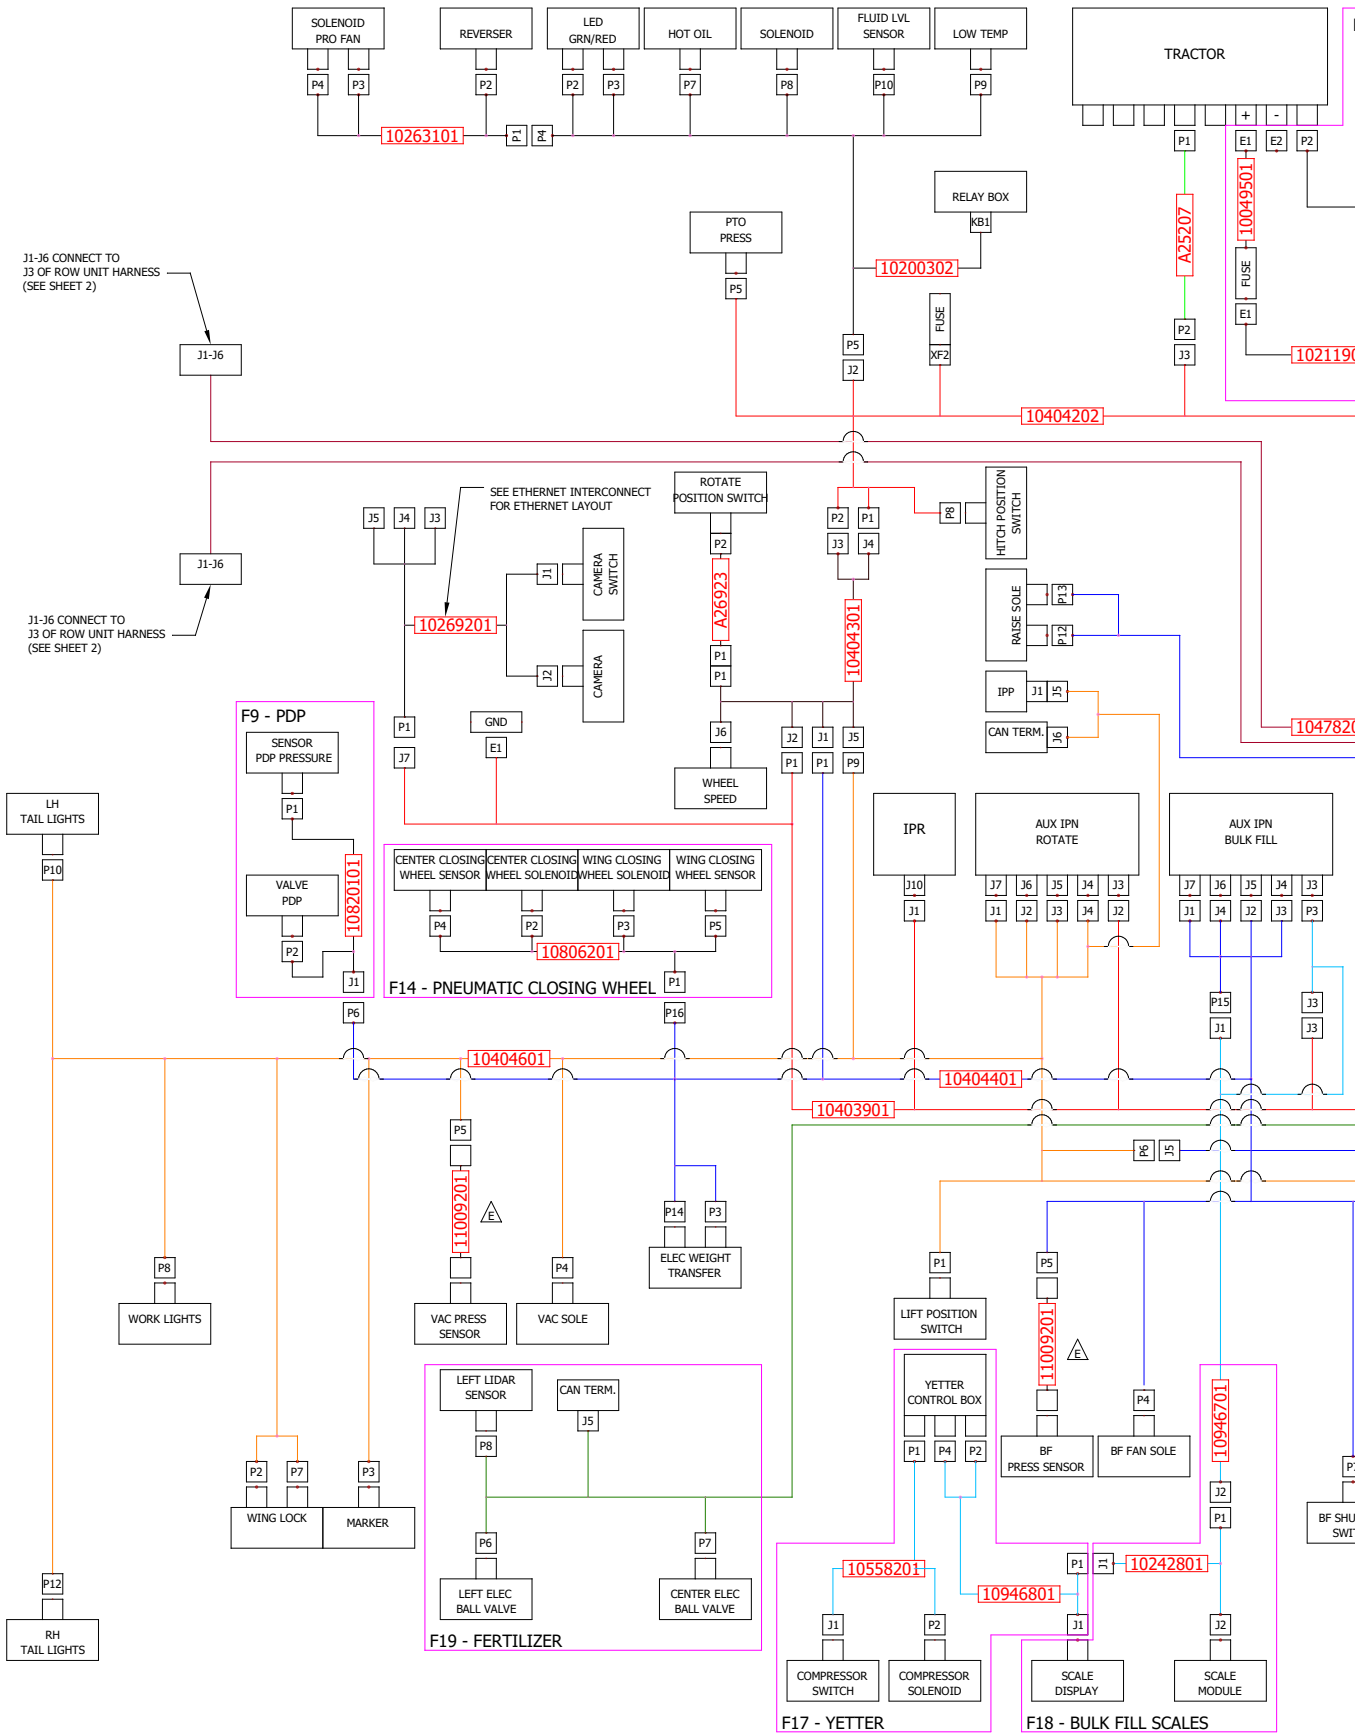 SOLENOID
PRO FAN
REVERSER
LED
GRN/RED
HOT OIL
SOLENOID
FLUID LVL
SENSOR
LOW TEMP
TRACTOR
P4
P3
P2
P2
P3
P7
P8
P10
P9
+
-
10263101
P1
P4
P1
E1
E2
P2
A25207
10049501
RELAY BOX
KB1
PTO
PRESS
P5
10200302
FUSE
XF2
FUSE
E1
J1-J6 CONNECT TO
J3 OF ROW UNIT HARNESS
(SEE SHEET 2)
J1-J6
P5
J2
P2
J3
1021190
10404202
SEE ETHERNET INTERCONNECT
FOR ETHERNET LAYOUT
ROTATE
POSITION SWITCH
P2
HITCH POSITION
SWITCH
P8
J5
J4
J3
P2
P1
J3
J4
J1
CAMERA
SWITCH
J1-J6
J1-J6 CONNECT TO
J3 OF ROW UNIT HARNESS
(SEE SHEET 2)
10269201
A26923
10404301
RAISE SOLE
P13
P12
J2
CAMERA
P1
P1
IPP
J1
J5
CAN TERM.
J6
F9 - PDP
SENSOR
PDP PRESSURE
P1
P1
J7
GND
E1
J6
WHEEL
SPEED
J2
J1
J5
P1
P1
P9
1047820
LH
TAIL LIGHTS
P10
VALVE
PDP
P2
10820101
J1
P6
CENTER CLOSING
WHEEL SENSOR
CENTER CLOSING
WHEEL SOLENOID
WING CLOSING
WHEEL SOLENOID
WING CLOSING
WHEEL SENSOR
P4
P2
P3
P5
10806201
P1
F14 - PNEUMATIC CLOSING WHEEL
P16
IPR
J10
J1
AUX IPN
ROTATE
J7
J6
J5
J4
J3
J1
J2
J3
J4
J2
AUX IPN
BULK FILL
J7
J6
J5
J4
J3
J1
J4
J2
J3
P3
P15
J1
J3
J3
10404601
10404401
10403901
P5
11009201
E
P6
J5
P14
P3
ELEC WEIGHT
TRANSFER
P8
WORK LIGHTS
VAC PRESS
SENSOR
P4
VAC SOLE
P1
LIFT POSITION
SWITCH
P5
11009201
E
BF
PRESS SENSOR
P4
BF FAN SOLE
10946701
LEFT LIDAR
SENSOR
P8
CAN TERM.
J5
YETTER
CONTROL BOX
P1
P4
P2
P2
P7
WING LOCK
P3
MARKER
J2
P1
BF SHU
P6
LEFT ELEC
BALL VALVE
P7
CENTER ELEC
BALL VALVE
F19 - FERTILIZER
P12
RH
TAIL LIGHTS
10558201
10946801
P1
J1
10242801
J1
COMPRESSOR
SWITCH
P2
COMPRESSOR
SOLENOID
F17 - YETTER
J1
SCALE
DISPLAY
J2
SCALE
MODULE
F18 - BULK FILL SCALES